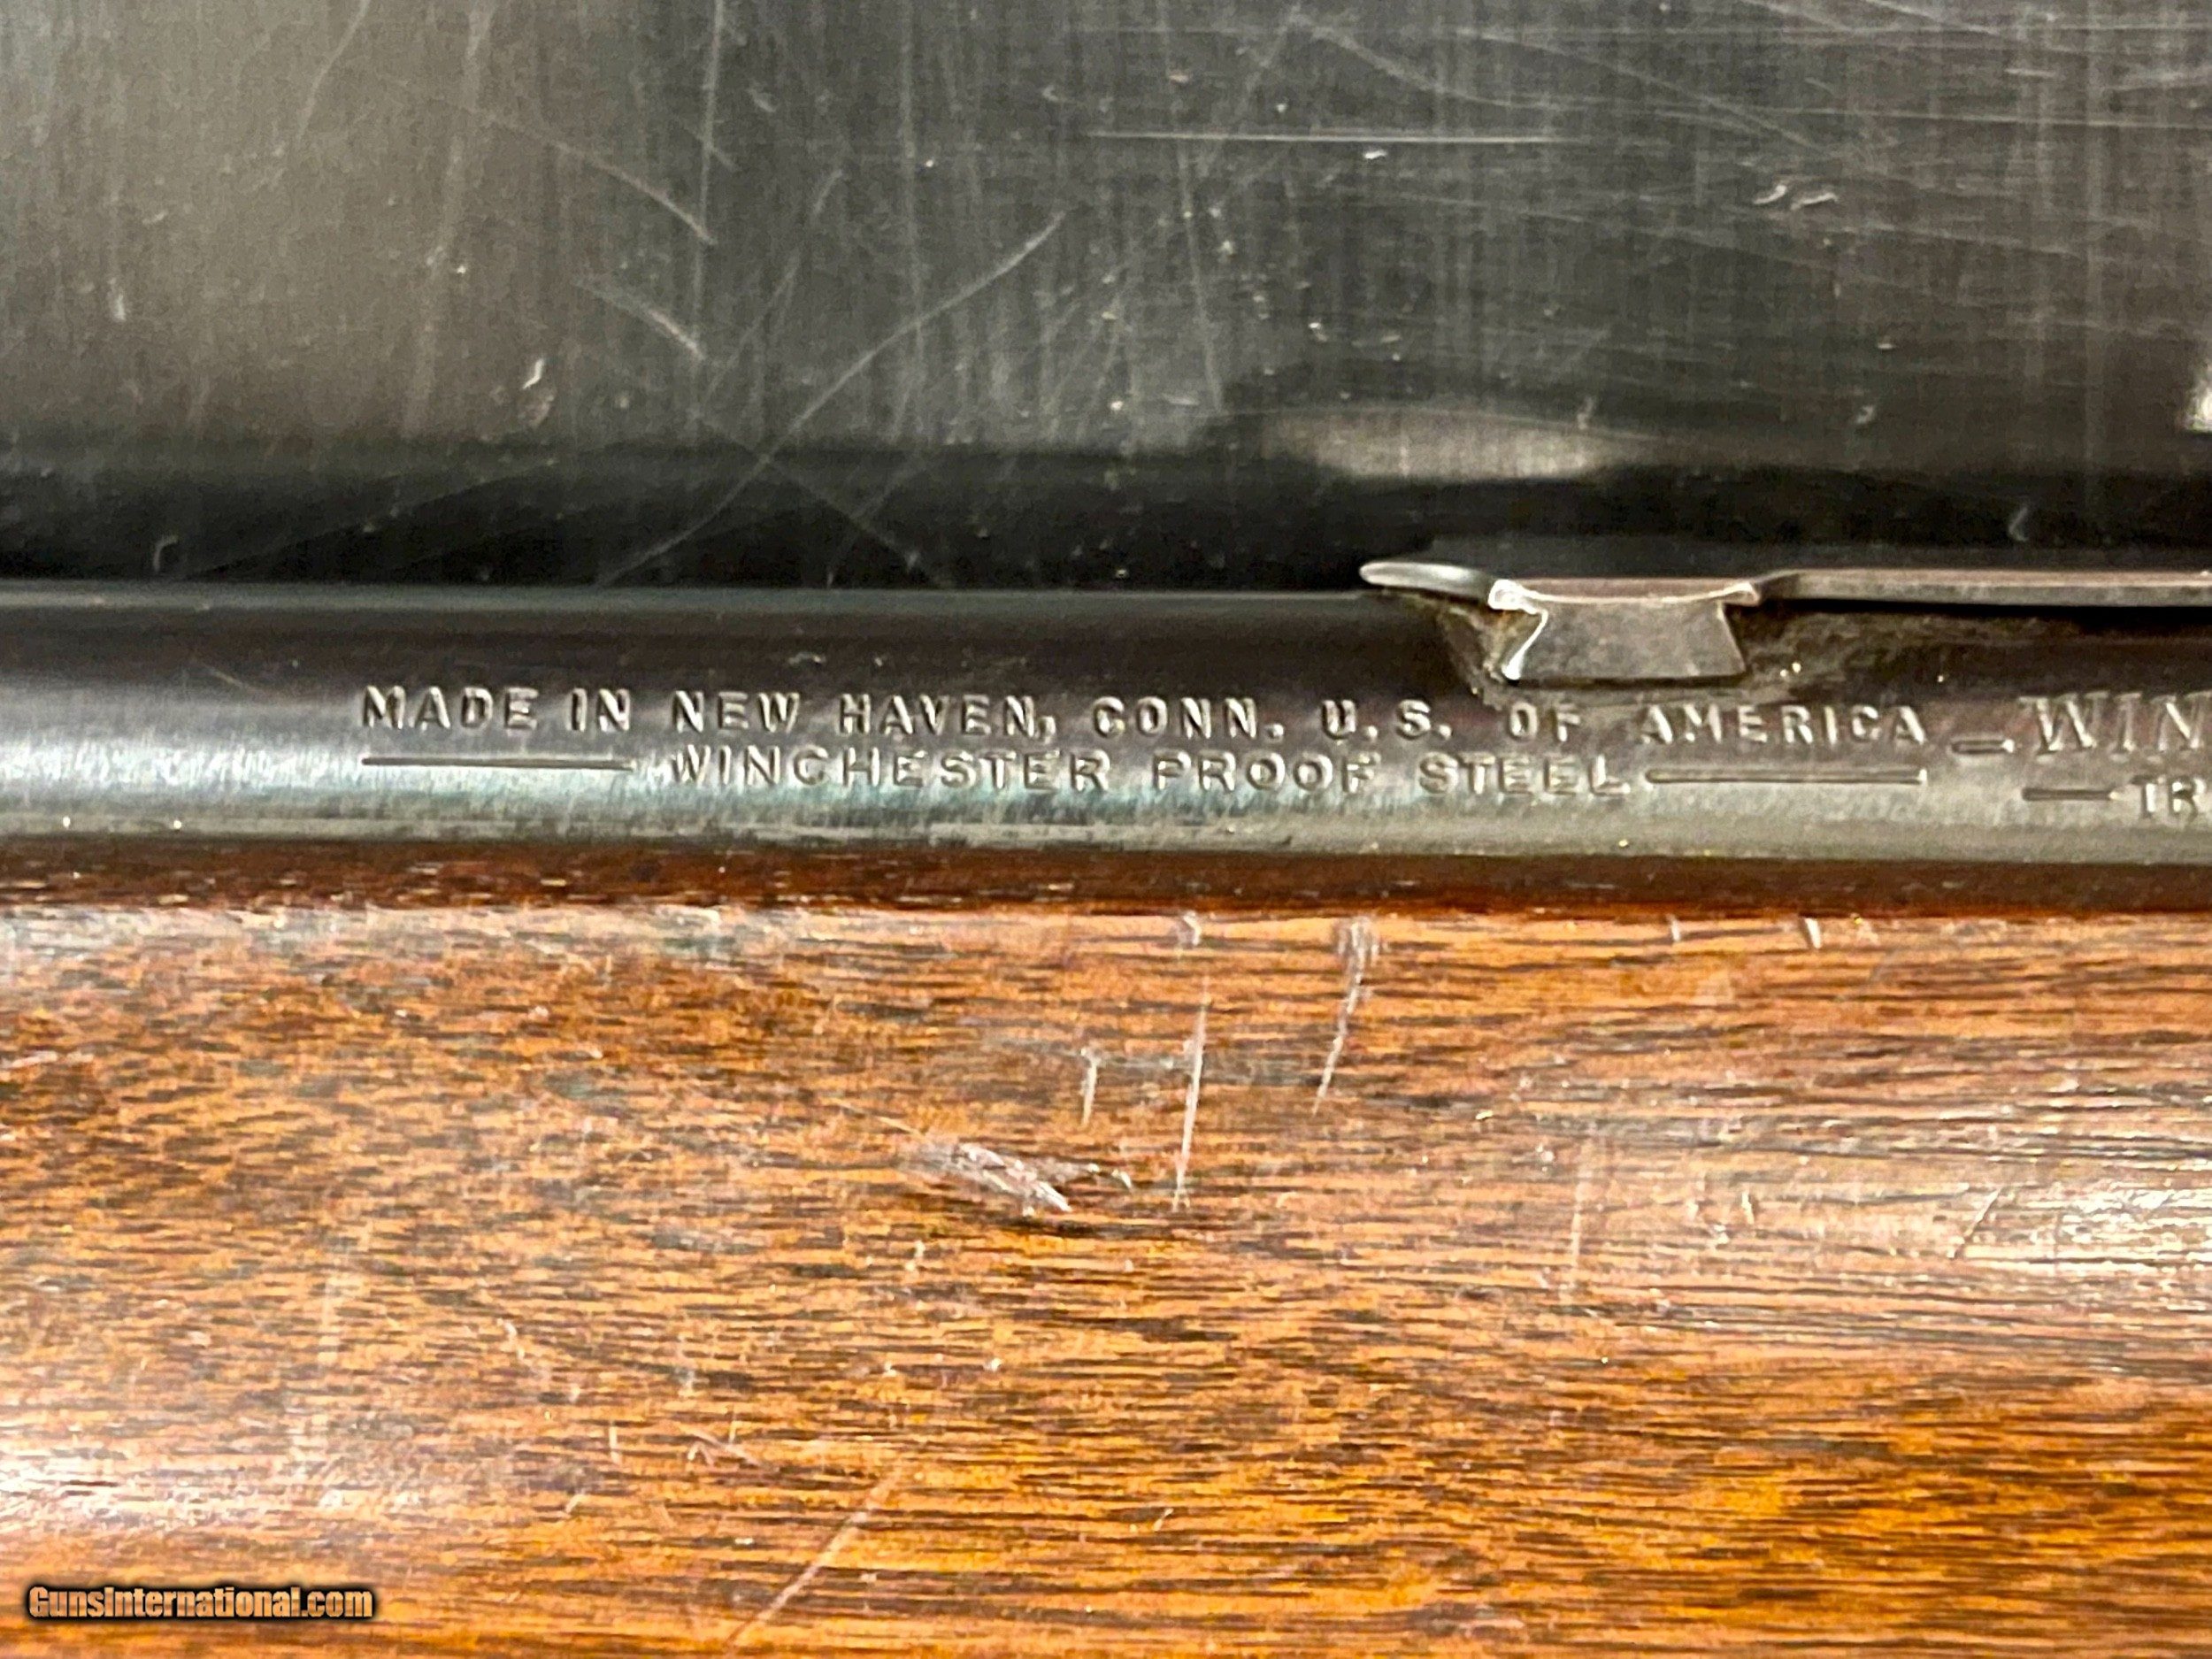 MADE IN NEW HAVEN, CONN. U.S. OF AMERICA
WINCHESTER PROOF STEEL
GunsInternational.com